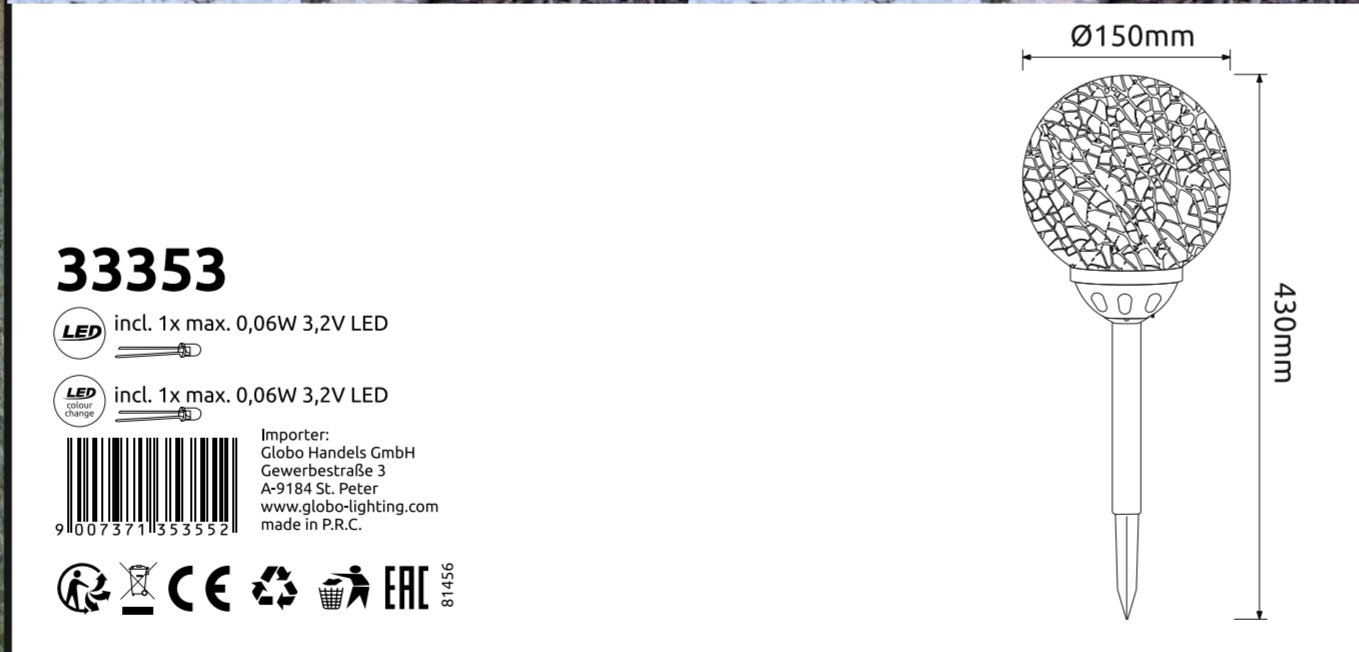 Ø150mm
430mm
33353
LED
incl. 1x max. 0,06W 3,2V LED
LED
colour
change
incl. 1x max. 0,06W 3,2V LED
Importer:
Globo Handels GmbH
Gewerbestraße 3
A-9184 St. Peter
www.globo-lighting.com
made in P.R.C.
9 007371 353552
CE
EAC
81456